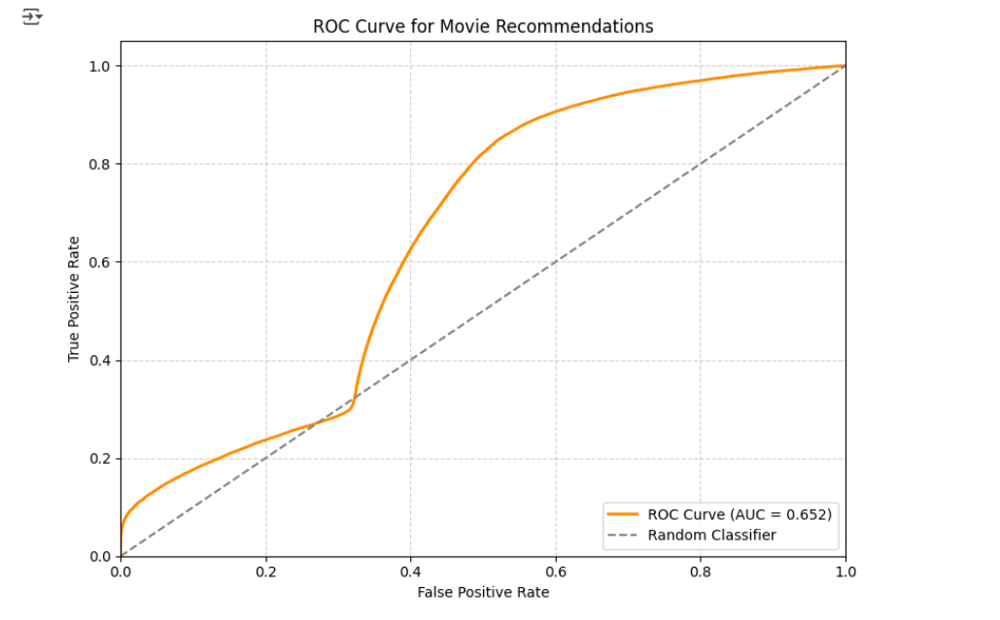 ROC Curve for Movie Recommendations
1.0
0.8
0.6
0.4
0.2
0.0
True Positive Rate
0.0 0.2 0.4 0.6 0.8 1.0
False Positive Rate
ROC Curve (AUC = 0.652)
Random Classifier